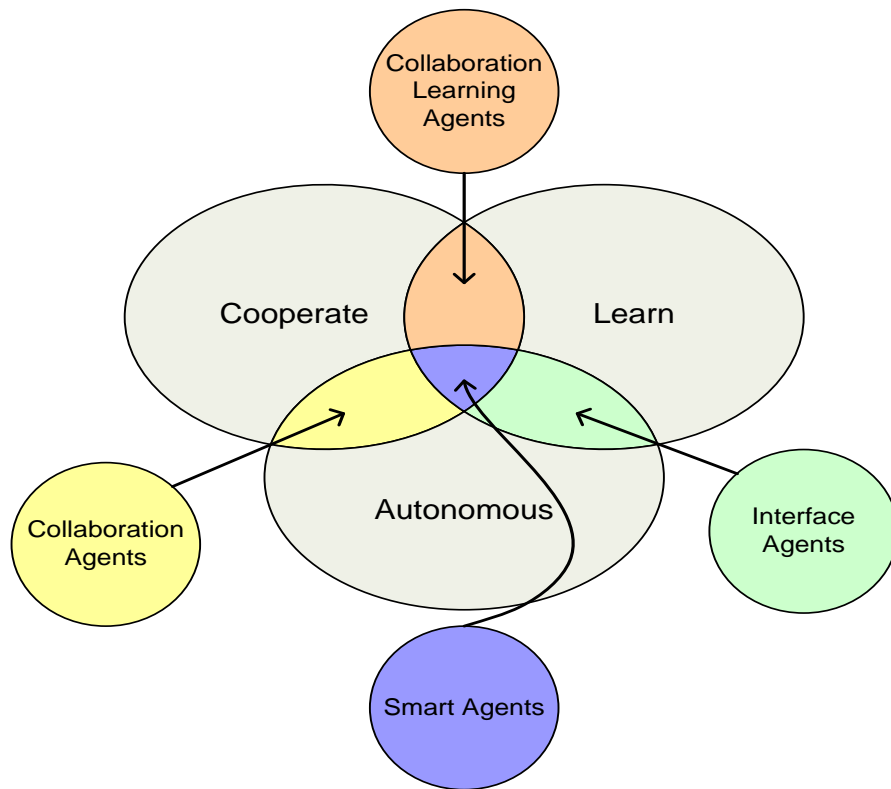 Collaboration
Learning
Agents
Cooperate
Learn
Autonomous
Collaboration
Agents
Interface
Agents
Smart Agents